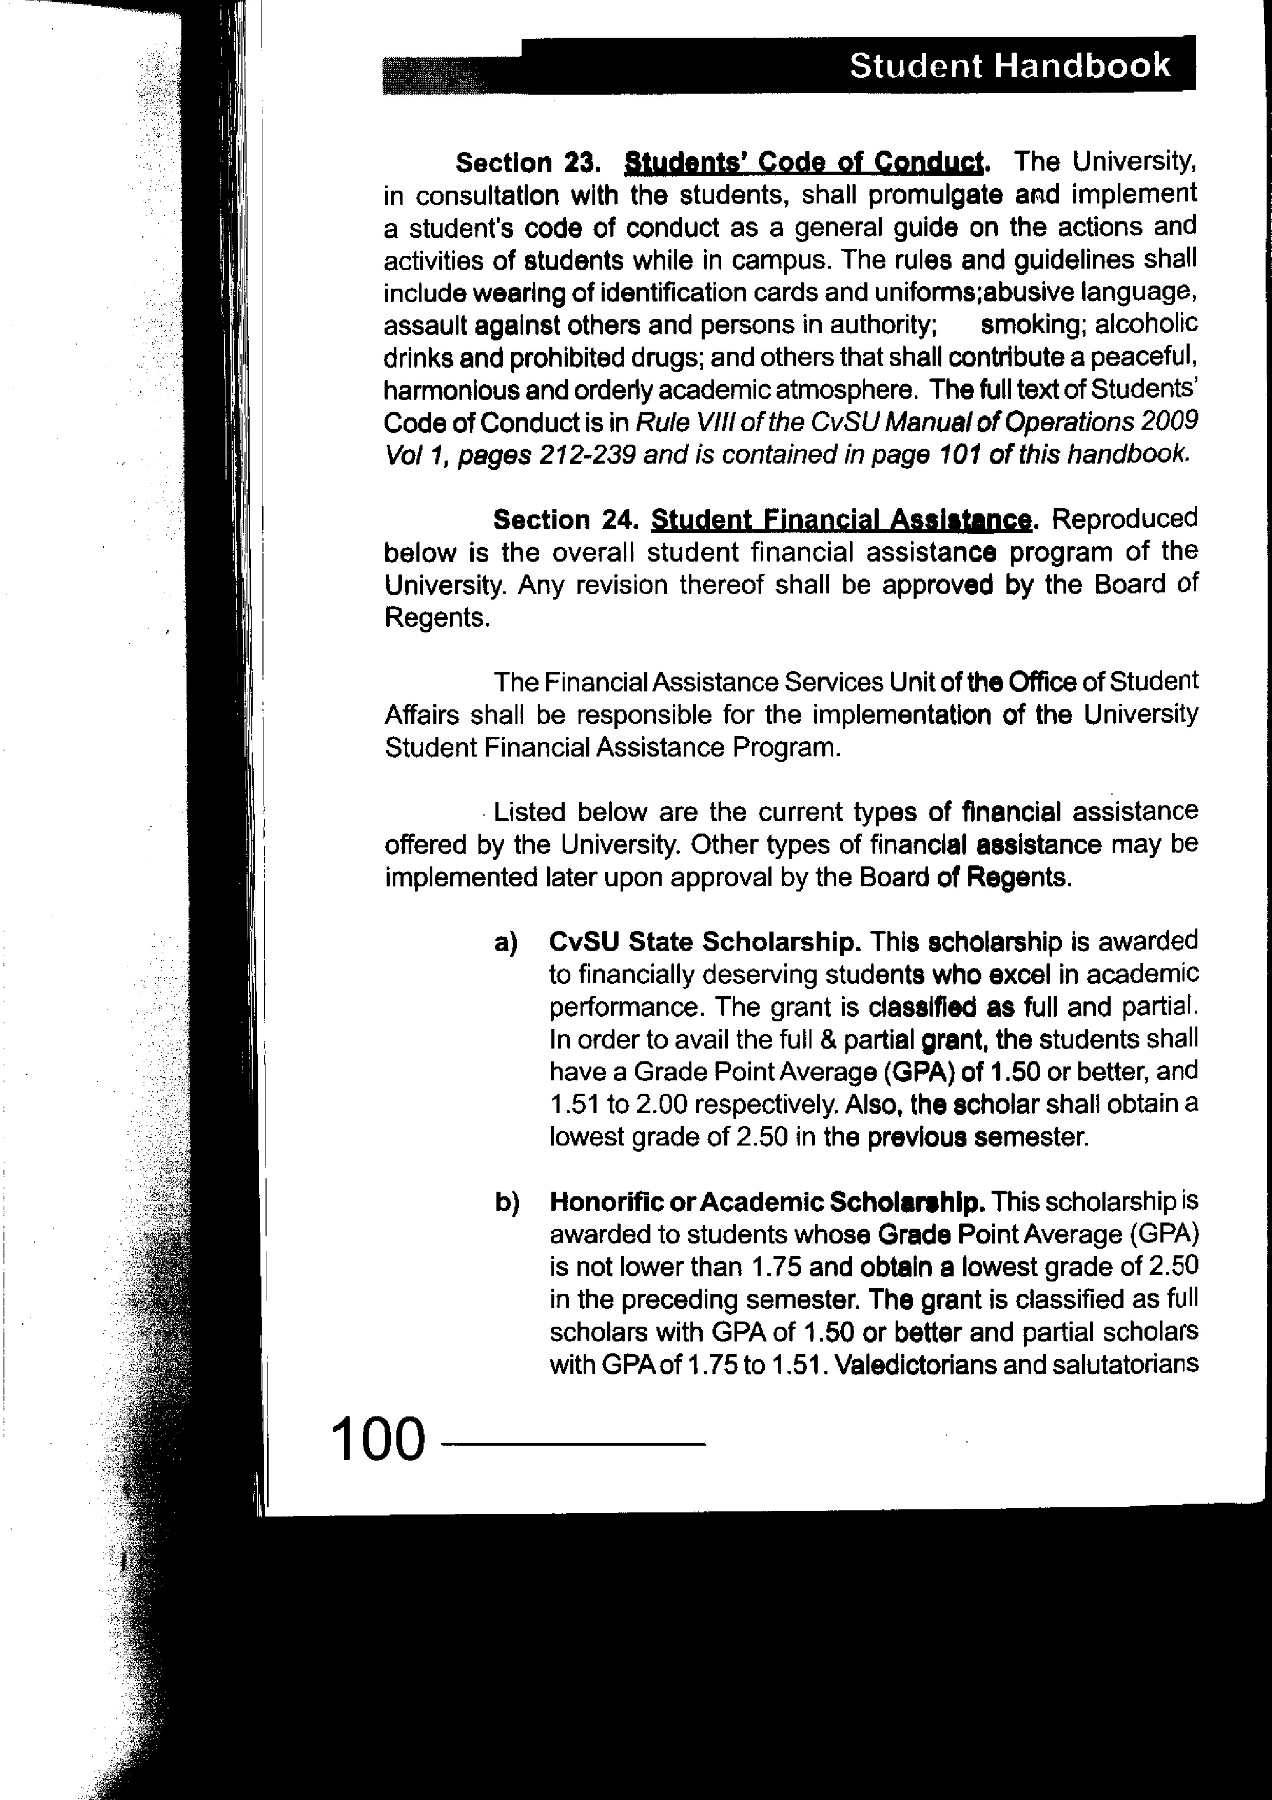 Student Handbook
Section 23. Students' Code of Conduct. The University,
in consultation with the students, shall promulgate and implement
a student's code of conduct as a general guide on the actions and
activities of students while in campus. The rules and guidelines shall
include wearing of identification cards and uniforms;abusive language,
assault against others and persons in authority; smoking; alcoholic
drinks and prohibited drugs; and others that shall contribute a peaceful,
harmonious and orderly academic atmosphere. The full text of Students'
Code of Conduct is in Rule VIII of the CvSU Manual of Operations 2009
Vol 1, pages 212-239 and is contained in page 101 of this handbook.
Section 24. Student Financial Assistance. Reproduced
below is the overall student financial assistance program of the
University. Any revision thereof shall be approved by the Board of
Regents.
The Financial Assistance Services Unit of the Office of Student
Affairs shall be responsible for the implementation of the University
Student Financial Assistance Program.
Listed below are the current types of financial assistance
offered by the University. Other types of financial assistance may be
implemented later upon approval by the Board of Regents.
a) CvSU State Scholarship. This scholarship is awarded
to financially deserving students who excel in academic
performance. The grant is classified as full and partial.
In order to avail the full & partial grant, the students shall
have a Grade Point Average (GPA) of 1.50 or better, and
1.51 to 2.00 respectively. Also, the scholar shall obtain a
lowest grade of 2.50 in the previous semester.
b) Honorific or Academic Scholarship. This scholarship is
awarded to students whose Grade Point Average (GPA)
is not lower than 1.75 and obtain a lowest grade of 2.50
in the preceding semester. The grant is classified as full
scholars with GPA of 1.50 or better and partial scholars
with GPA of 1.75 to 1.51. Valedictorians and salutatorians
100